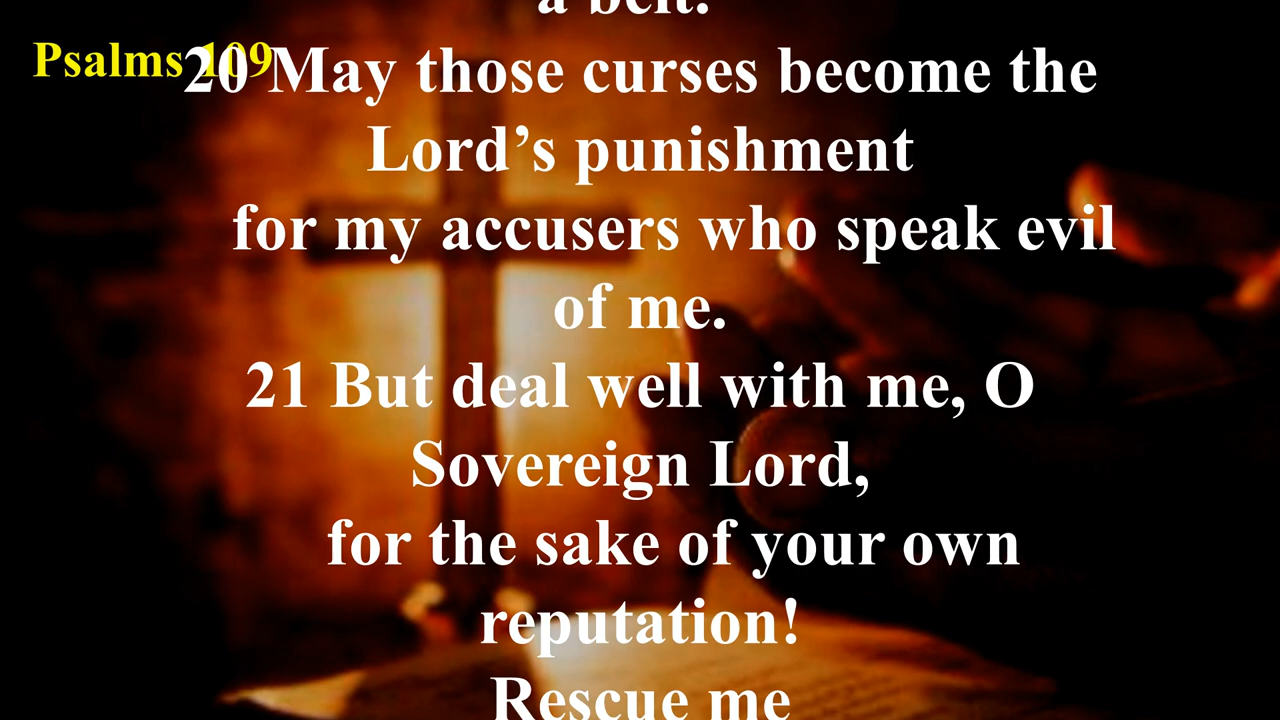 a belt.
Psalms 109
20 May those curses become the
Lord’s punishment
for my accusers who speak evil
of me.
21 But deal well with me, O
Sovereign Lord,
for the sake of your own
reputation!
Rescue me